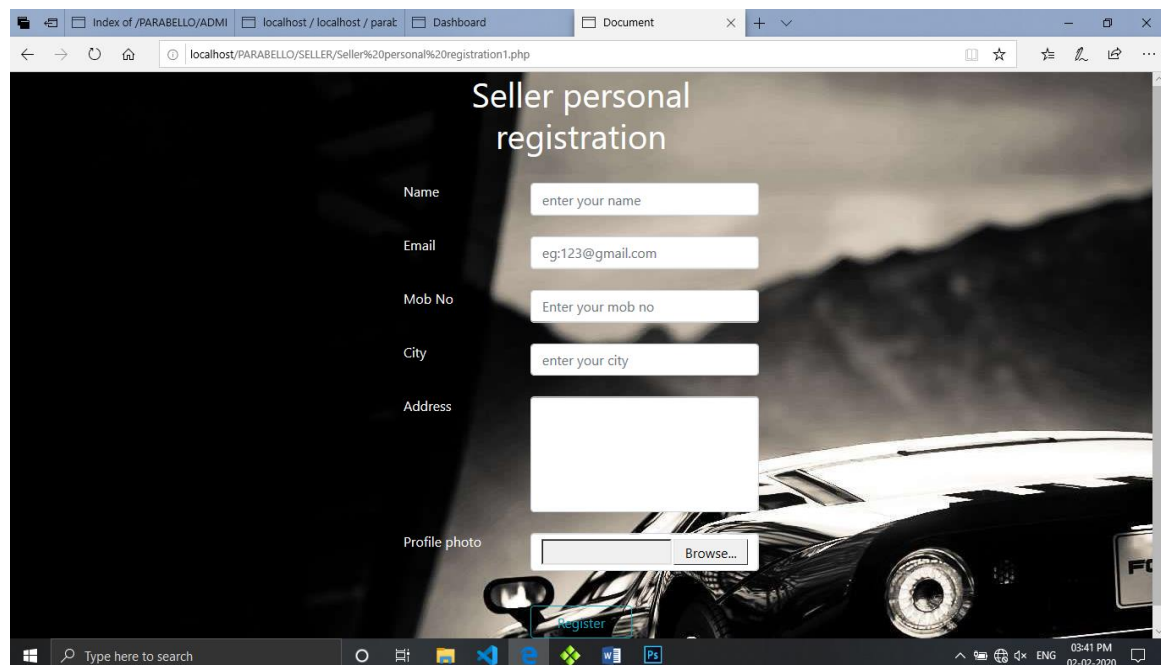 Index of /PARABELLO/ADMI
localhost / localhost / parab
Dashboard
Document
localhost/PARABELLO/SELLER/Seller%20personal%20registration1.php
Seller personal
registration
Name
enter your name
Email
eg:123@gmail.com
Mob No
Enter your mob no
City
enter your city
Address
Profile photo
Browse...
Register
Type here to search
W
Ps
ENG
03:41 PM
02-02-2020